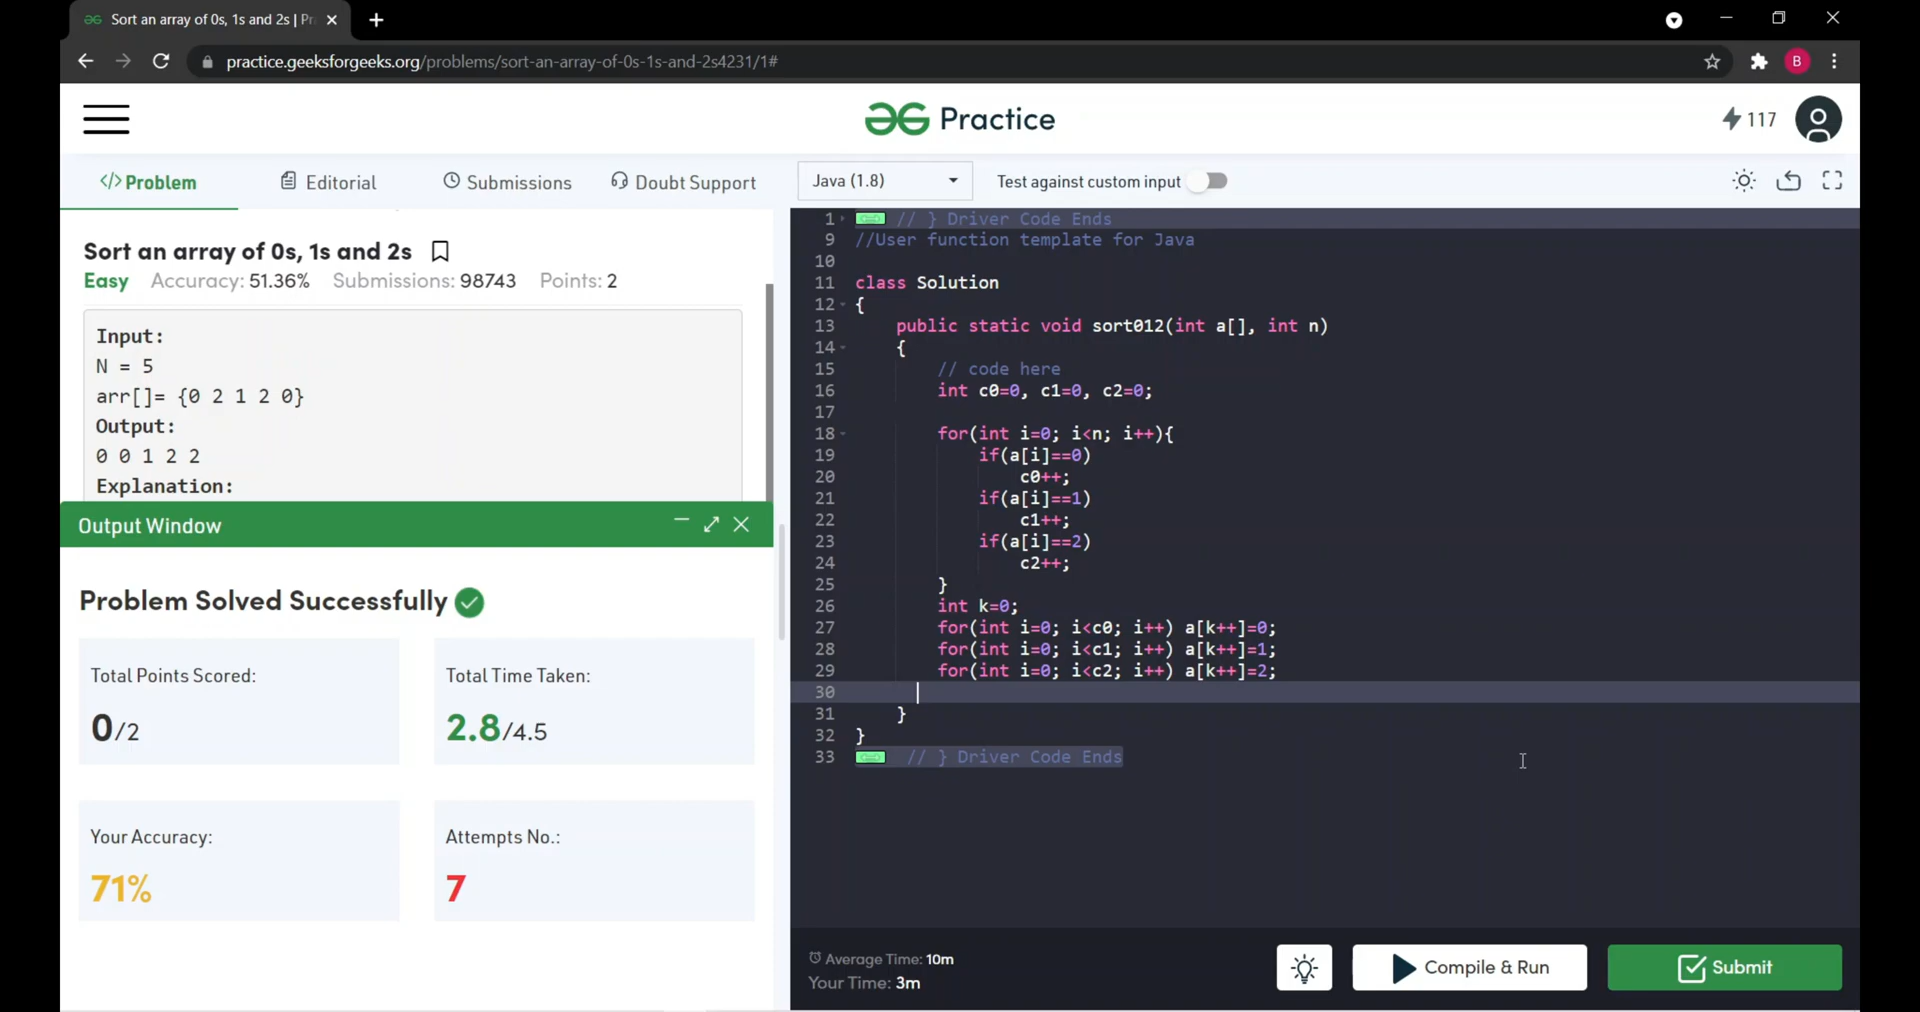 Sort an array of 0s, 1s and 2s | Pr
practice.geeksforgeeks.org/problems/sort-an-array-of-0s-1s-and-2s4231/1#
B
Practice
117
</> Problem
Editorial
Submissions
Doubt Support
Java (1.8)
Test against custom input
Sort an array of 0s, 1s and 2s
Easy Accuracy: 51.36% Submissions: 98743 Points: 2
Input:
N = 5
arr[]= {0 2 1 2 0}
Output:
0 0 1 2 2
Explanation:
Output Window
Problem Solved Successfully
Total Points Scored:
0/2
Total Time Taken:
2.8/4.5
Your Accuracy:
71%
Attempts No.:
7
1 // } Driver Code Ends
9 //User function template for Java
10
11 class Solution
12 {
13 public static void sort012(int a[], int n)
14 {
15 // code here
16 int c0=0, c1=0, c2=0;
17
18 for(int i=0; i<n; i++){
19 if(a[i]==0)
20 c0++;
21 if(a[i]==1)
22 c1++;
23 if(a[i]==2)
24 c2++;
25 }
26 int k=0;
27 for(int i=0; i<c0; i++) a[k++]=0;
28 for(int i=0; i<c1; i++) a[k++]=1;
29 for(int i=0; i<c2; i++) a[k++]=2;
30
31 }
32 }
33 // } Driver Code Ends
Average Time: 10m
Your Time: 3m
Compile & Run
Submit